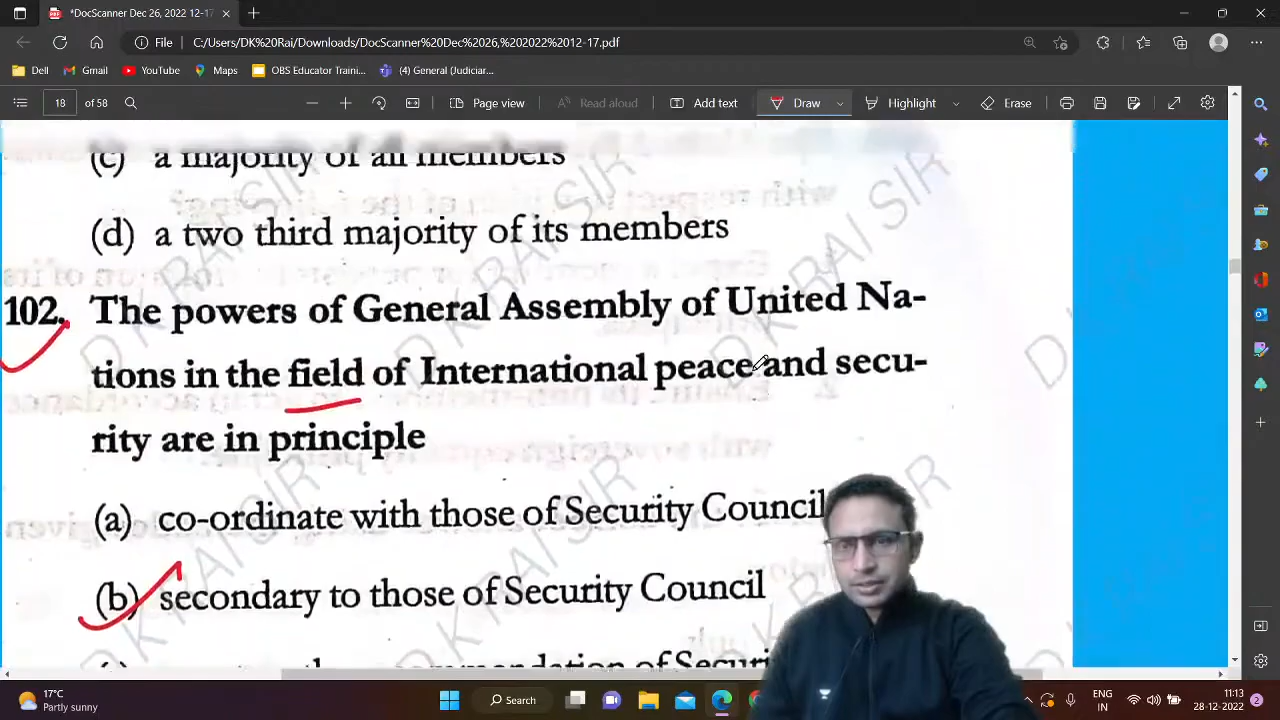 *DocScanner Dec 26, 2022 12-17
File
C:/Users/DK%20Rai/Downloads/DocScanner%20Dec%2026,%202022%2012-17.pdf
Dell
Gmail
YouTube
Maps
OBS Educator Traini...
(4) General (Judiciar...
18 of 58
Page view
Read aloud
Add text
Draw
Highlight
Erase
(c) a majority of all members
(d) a two third majority of its members
102. The powers of General Assembly of United Na-
tions in the field of International peace and secu-
rity are in principle
(a) co-ordinate with those of Security Council
(b) secondary to those of Security Council
D K RAI SIR
17°C
Partly sunny
Search
ENG
IN
11:13
28-12-2022
2